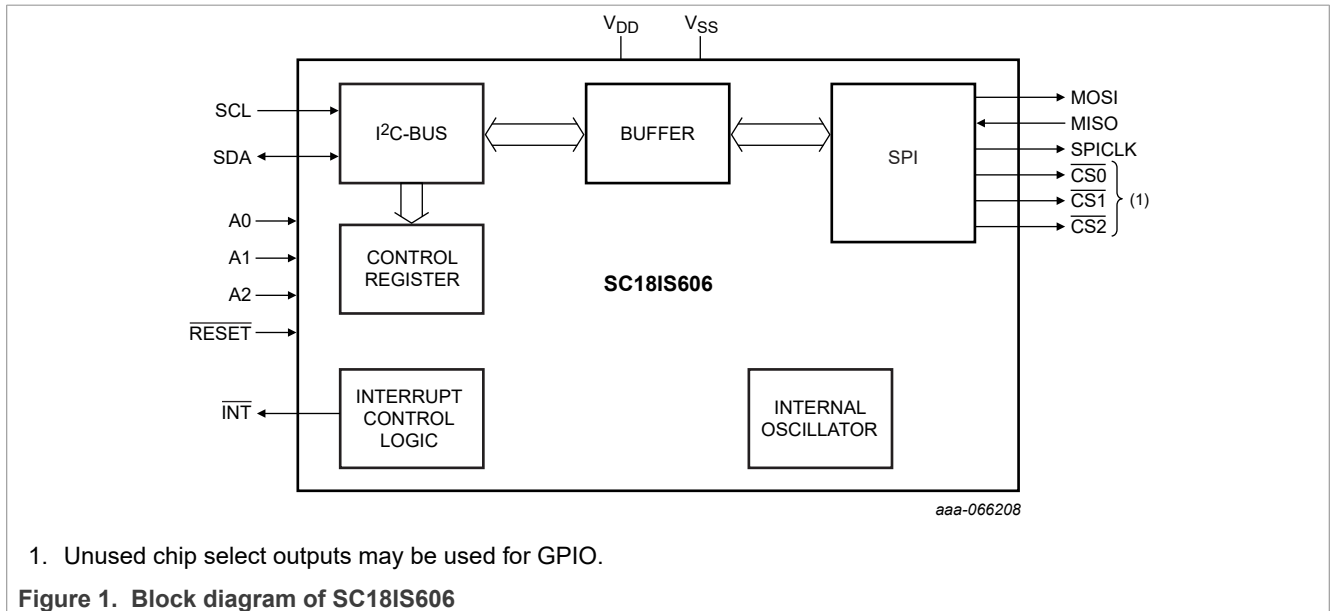 VDD
VSS
SCL
SDA
A0
A1
A2
RESET
INT
I2C-BUS
BUFFER
SPI
CONTROL
REGISTER
SC18IS606
INTERRUPT
CONTROL
LOGIC
INTERNAL
OSCILLATOR
MOSI
MISO
SPICLK
CS0
CS1
(1)
CS2
aaa-066208
1. Unused chip select outputs may be used for GPIO.
Figure 1. Block diagram of SC18IS606